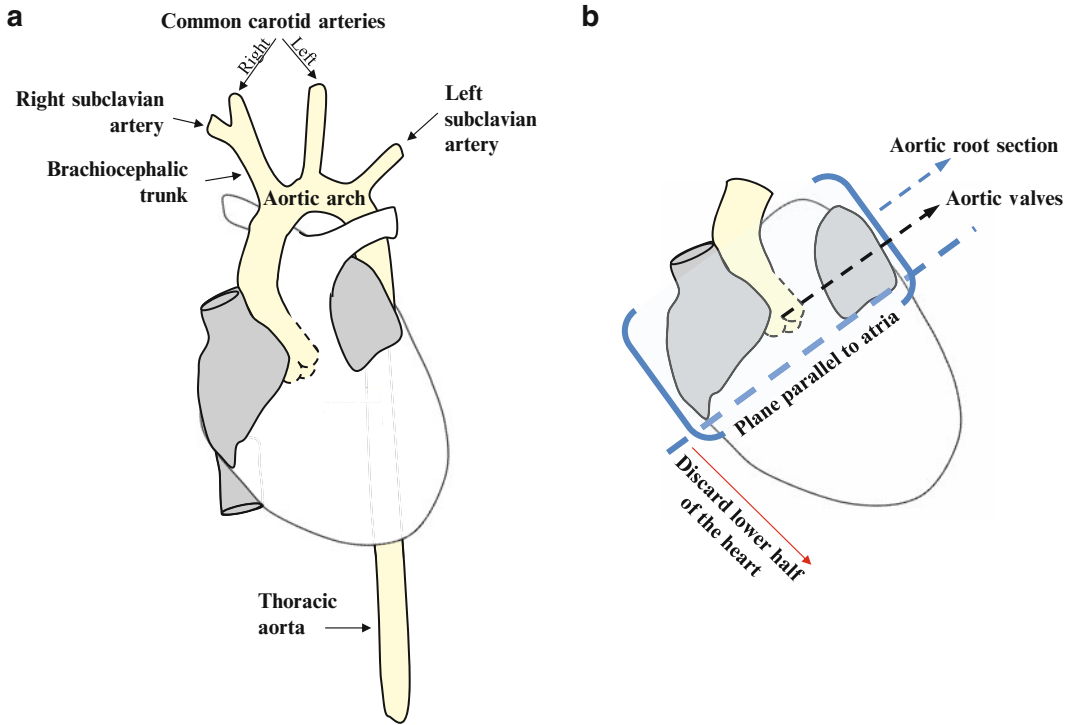 a
Common carotid arteries
Right
Left
Right subclavian
artery
Left
subclavian
artery
Brachiocephalic
trunk
Aortic arch
Thoracic
aorta
b
Aortic root section
Aortic valves
Plane parallel to atria
Discard lower half
of the heart